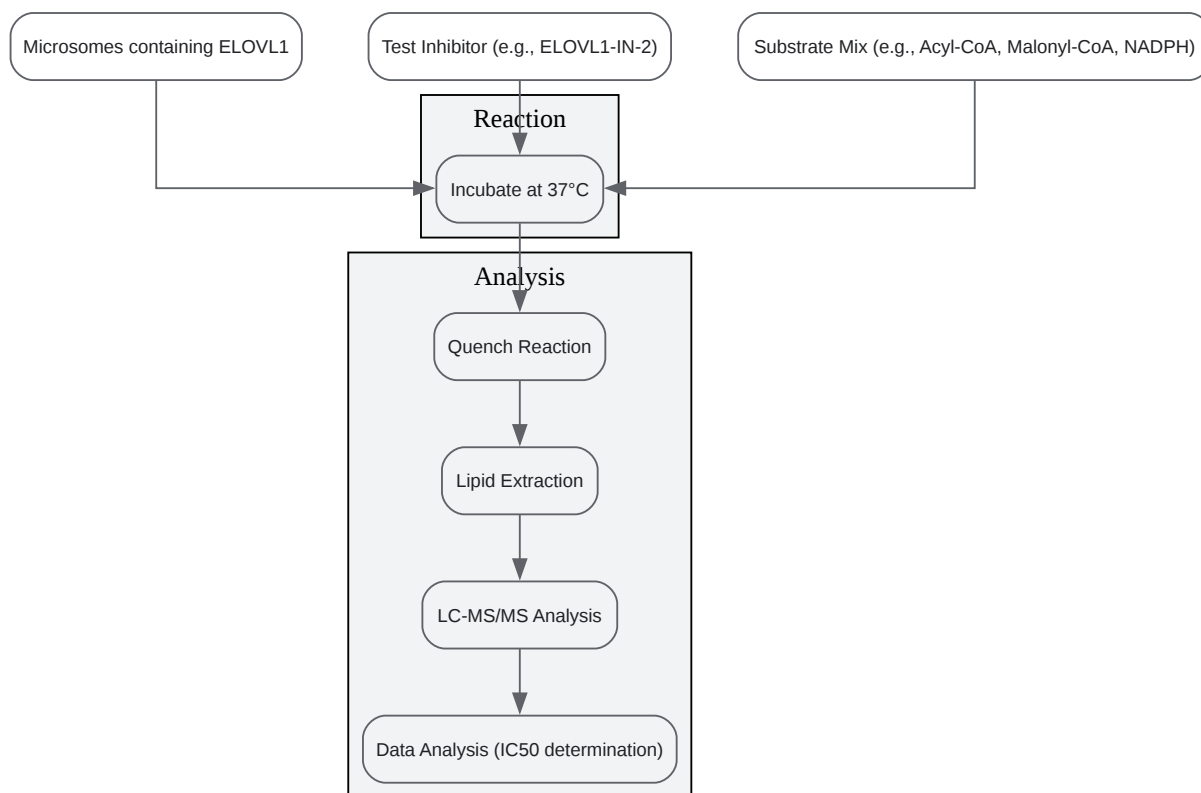 Microsomes containing ELOVL1
Test Inhibitor (e.g., ELOVL1-IN-2)
Substrate Mix (e.g., Acyl-CoA, Malonyl-CoA, NADPH)
Reaction
Incubate at 37°C
Analysis
Quench Reaction
Lipid Extraction
LC-MS/MS Analysis
Data Analysis (IC50 determination)